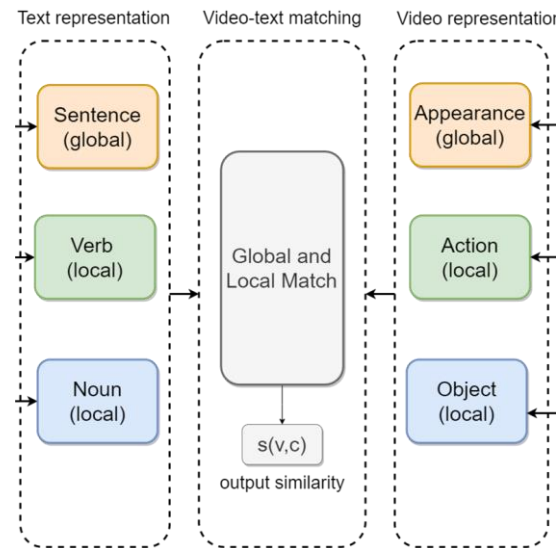 Text representation
Video-text matching
Video representation
Sentence
(global)
Verb
(local)
Noun
(local)
Global and
Local Match
s(v,c)
output similarity
Appearance
(global)
Action
(local)
Object
(local)